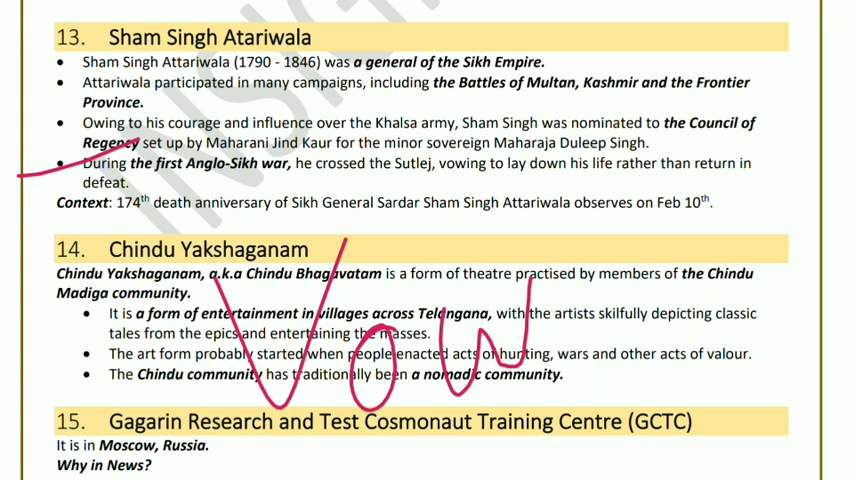 13. Sham Singh Atariwala
• Sham Singh Attariwala (1790 - 1846) was a general of the Sikh Empire.
• Attariwala participated in many campaigns, including the Battles of Multan, Kashmir and the Frontier
Province.
• Owing to his courage and influence over the Khalsa army, Sham Singh was nominated to the Council of
Regency set up by Maharani Jind Kaur for the minor sovereign Maharaja Duleep Singh.
• During the first Anglo-Sikh war, he crossed the Sutlej, vowing to lay down his life rather than return in
defeat.
Context: 174th death anniversary of Sikh General Sardar Sham Singh Attariwala observes on Feb 10th.
14. Chindu Yakshaganam
Chindu Yakshaganam, a.k.a Chindu Bhagavatam is a form of theatre practised by members of the Chindu
Madiga community.
• It is a form of entertainment in villages across Telangana, with the artists skilfully depicting classic
tales from the epics and entertaining the masses.
• The art form probably started when people enacted acts of hunting, wars and other acts of valour.
• The Chindu community has traditionally been a nomadic community.
VOW
15. Gagarin Research and Test Cosmonaut Training Centre (GCTC)
It is in Moscow, Russia.
Why in News?